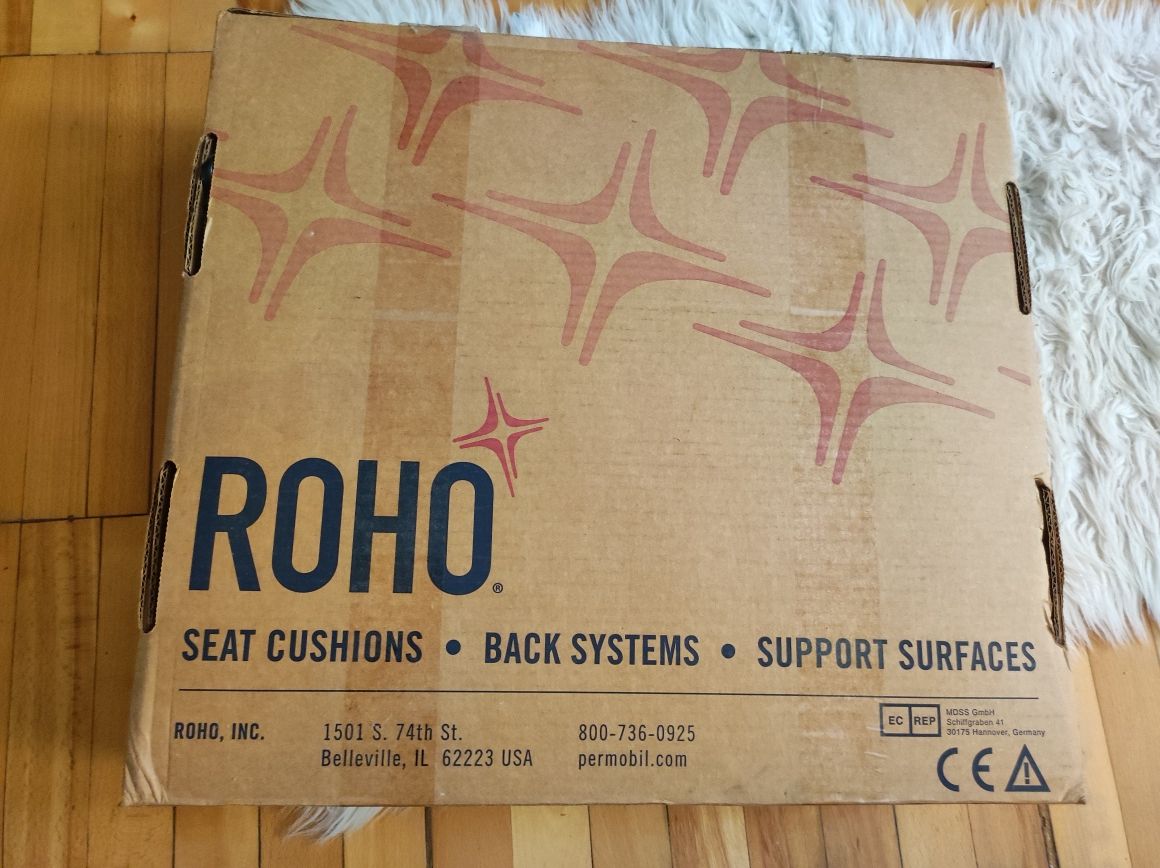 ROHO®
SEAT CUSHIONS • BACK SYSTEMS • SUPPORT SURFACES
ROHO, INC.
1501 S. 74th St.
Belleville, IL 62223 USA
800-736-0925
permobil.com
EC REP
MDSS GmbH
Schiffgraben 41
30175 Hannover, Germany
CE